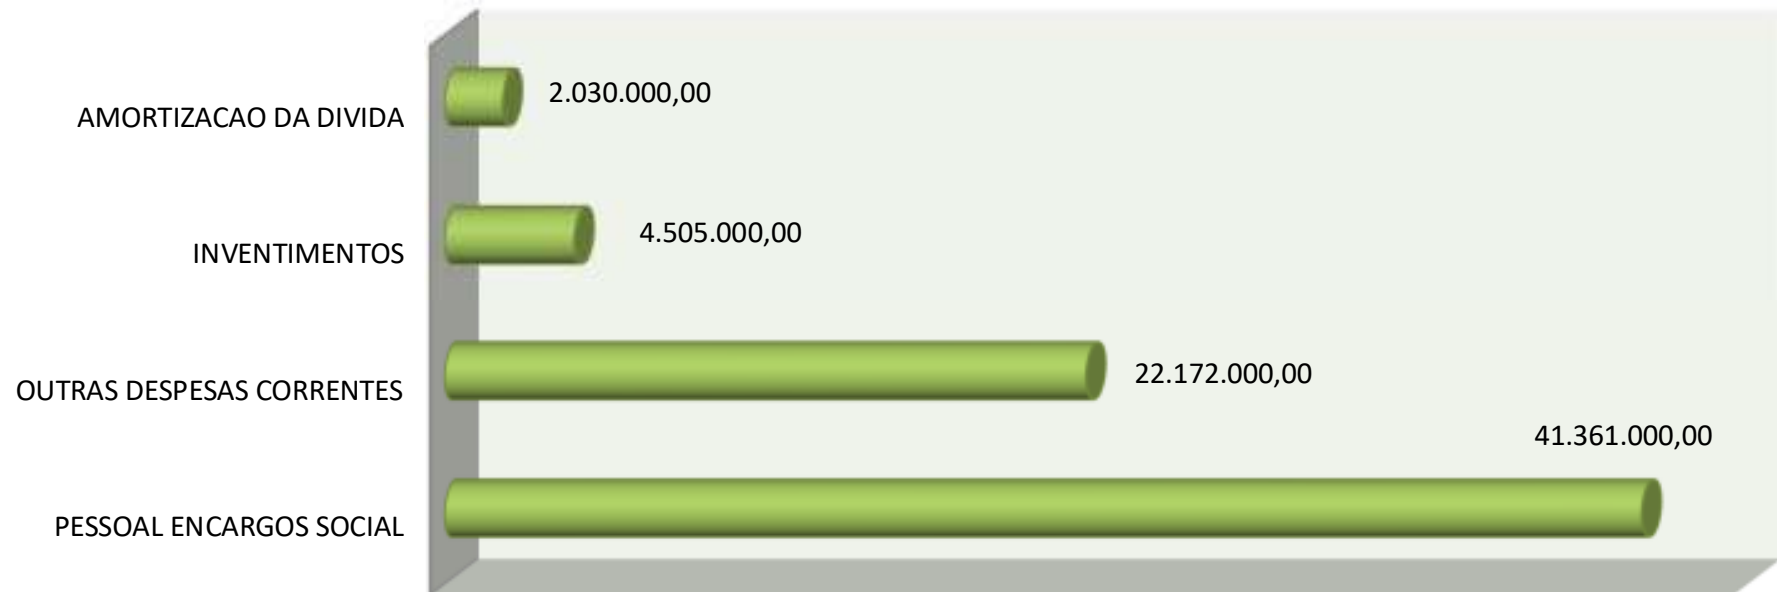 2.030.000,00
AMORTIZACAO DA DIVIDA
4.505.000,00
INVENTIMENTOS
22.172.000,00
OUTRAS DESPESAS CORRENTES
41.361.000,00
PESSOAL ENCARGOS SOCIAL